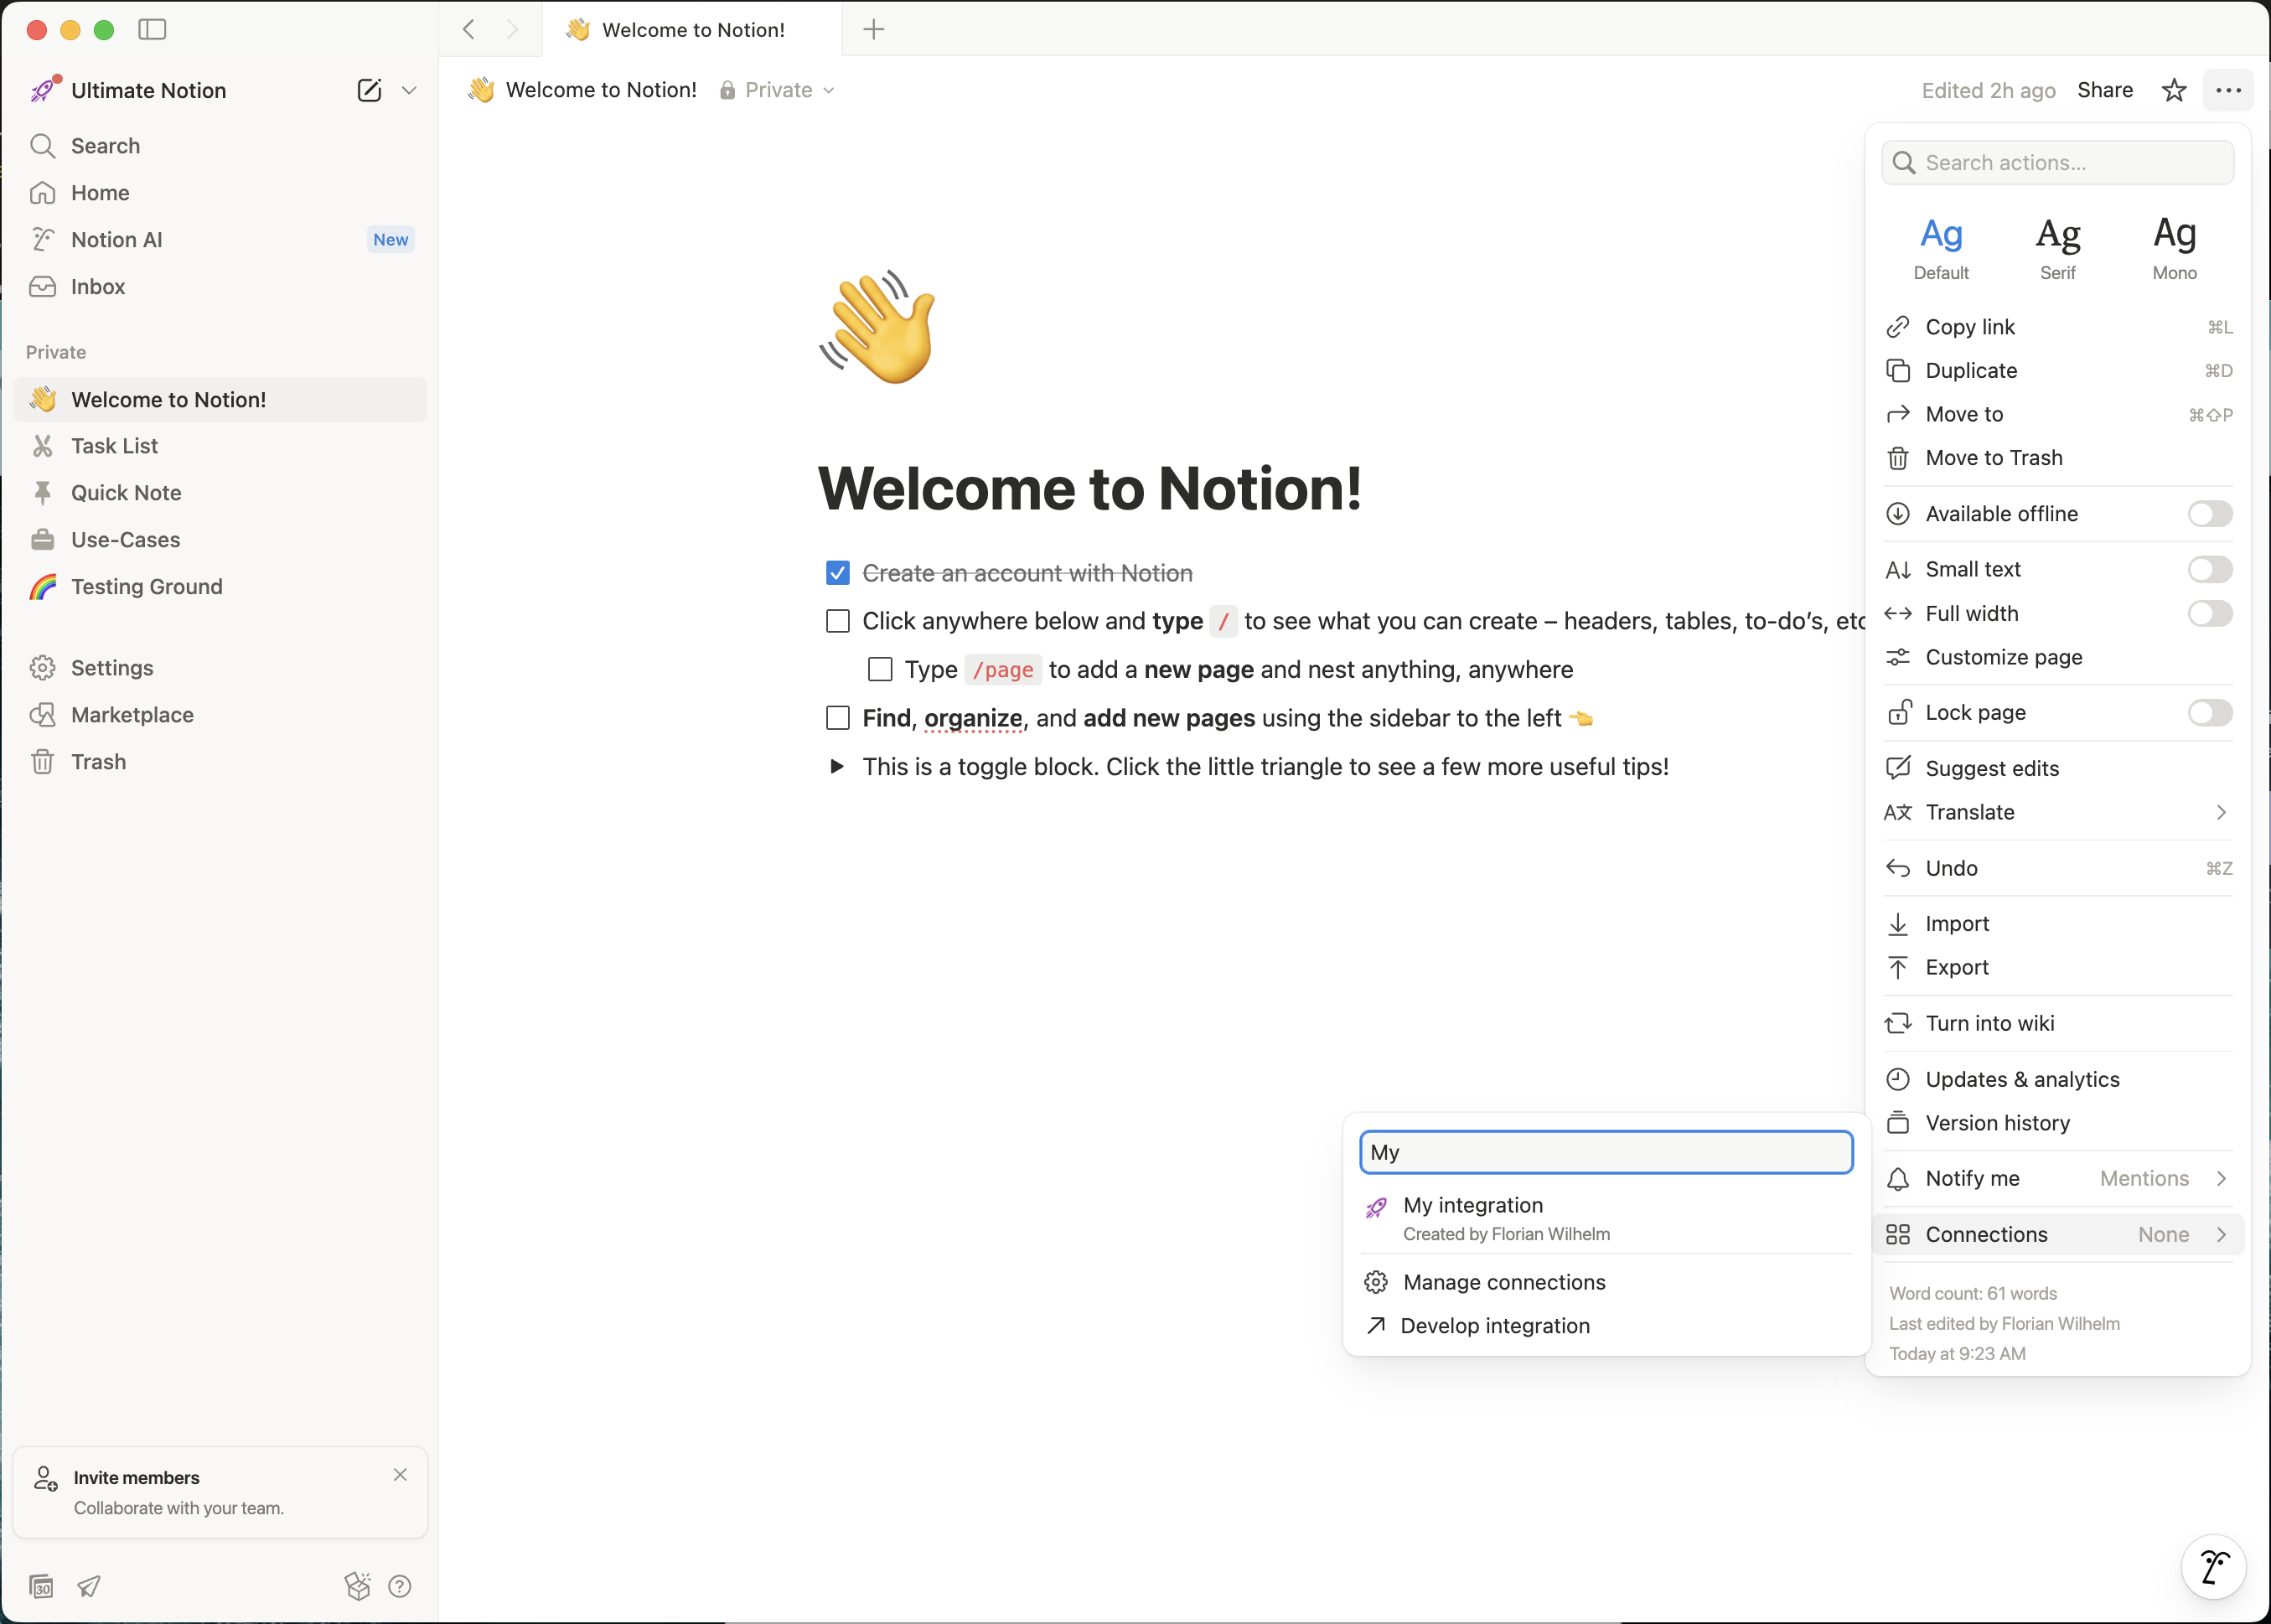 Welcome to Notion!
Ultimate Notion
Search
Home
Notion AI New
Inbox
Private
Welcome to Notion!
Task List
Quick Note
Use-Cases
Testing Ground
Settings
Marketplace
Trash
Invite members
Collaborate with your team.
30
Welcome to Notion! Private
Edited 2h ago Share
Welcome to Notion!
Create an account with Notion
Click anywhere below and type / to see what you can create – headers, tables, to-do’s, etc
Type /page to add a new page and nest anything, anywhere
Find, organize, and add new pages using the sidebar to the left
This is a toggle block. Click the little triangle to see a few more useful tips!
My
My integration
Created by Florian Wilhelm
Manage connections
Develop integration
Search actions...
Ag Ag Ag
Default Serif Mono
Copy link ⌘L
Duplicate ⌘D
Move to ⌘⇧P
Move to Trash
Available offline
Small text
Full width
Customize page
Lock page
Suggest edits
Translate
Undo ⌘Z
Import
Export
Turn into wiki
Updates & analytics
Version history
Notify me Mentions
Connections None
Word count: 61 words
Last edited by Florian Wilhelm
Today at 9:23 AM